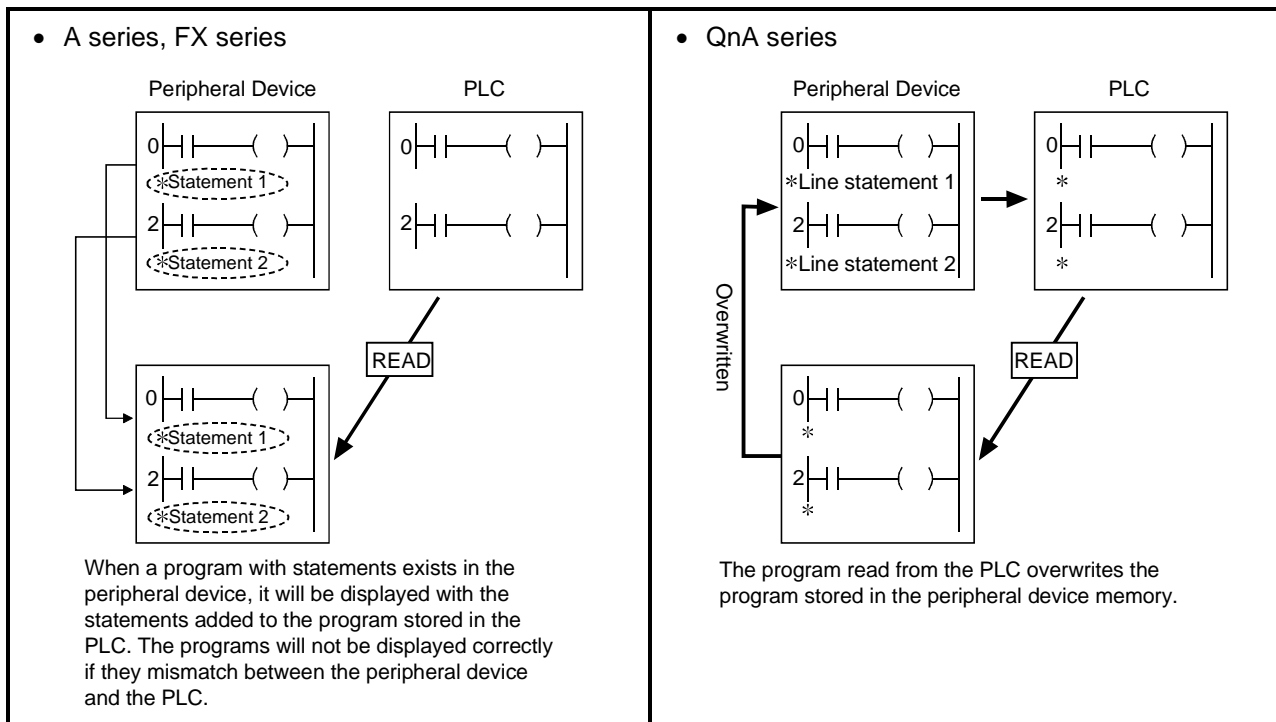 • A series, FX series
Peripheral Device
PLC
0
*Statement 1
2
*Statement 2
0
2
READ
0
*Statement 1
2
*Statement 2
When a program with statements exists in the
peripheral device, it will be displayed with the
statements added to the program stored in the
PLC. The programs will not be displayed correctly
if they mismatch between the peripheral device
and the PLC.
• QnA series
Peripheral Device
PLC
0
*Line statement 1
2
*Line statement 2
0
*
2
*
Overwritten
READ
0
*
2
*
The program read from the PLC overwrites the
program stored in the peripheral device memory.